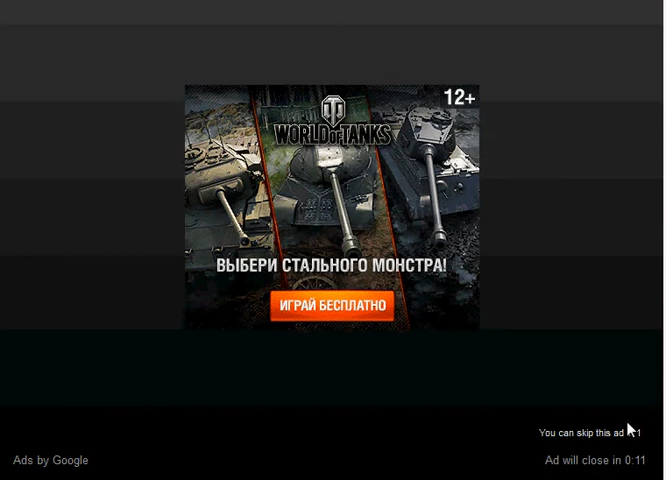 12+
WORLD OF TANKS
ВЫБЕРИ СТАЛЬНОГО МОНСТРА!
ИГРАЙ БЕСПЛАТНО
You can skip this ad 1
Ads by Google
Ad will close in 0:11